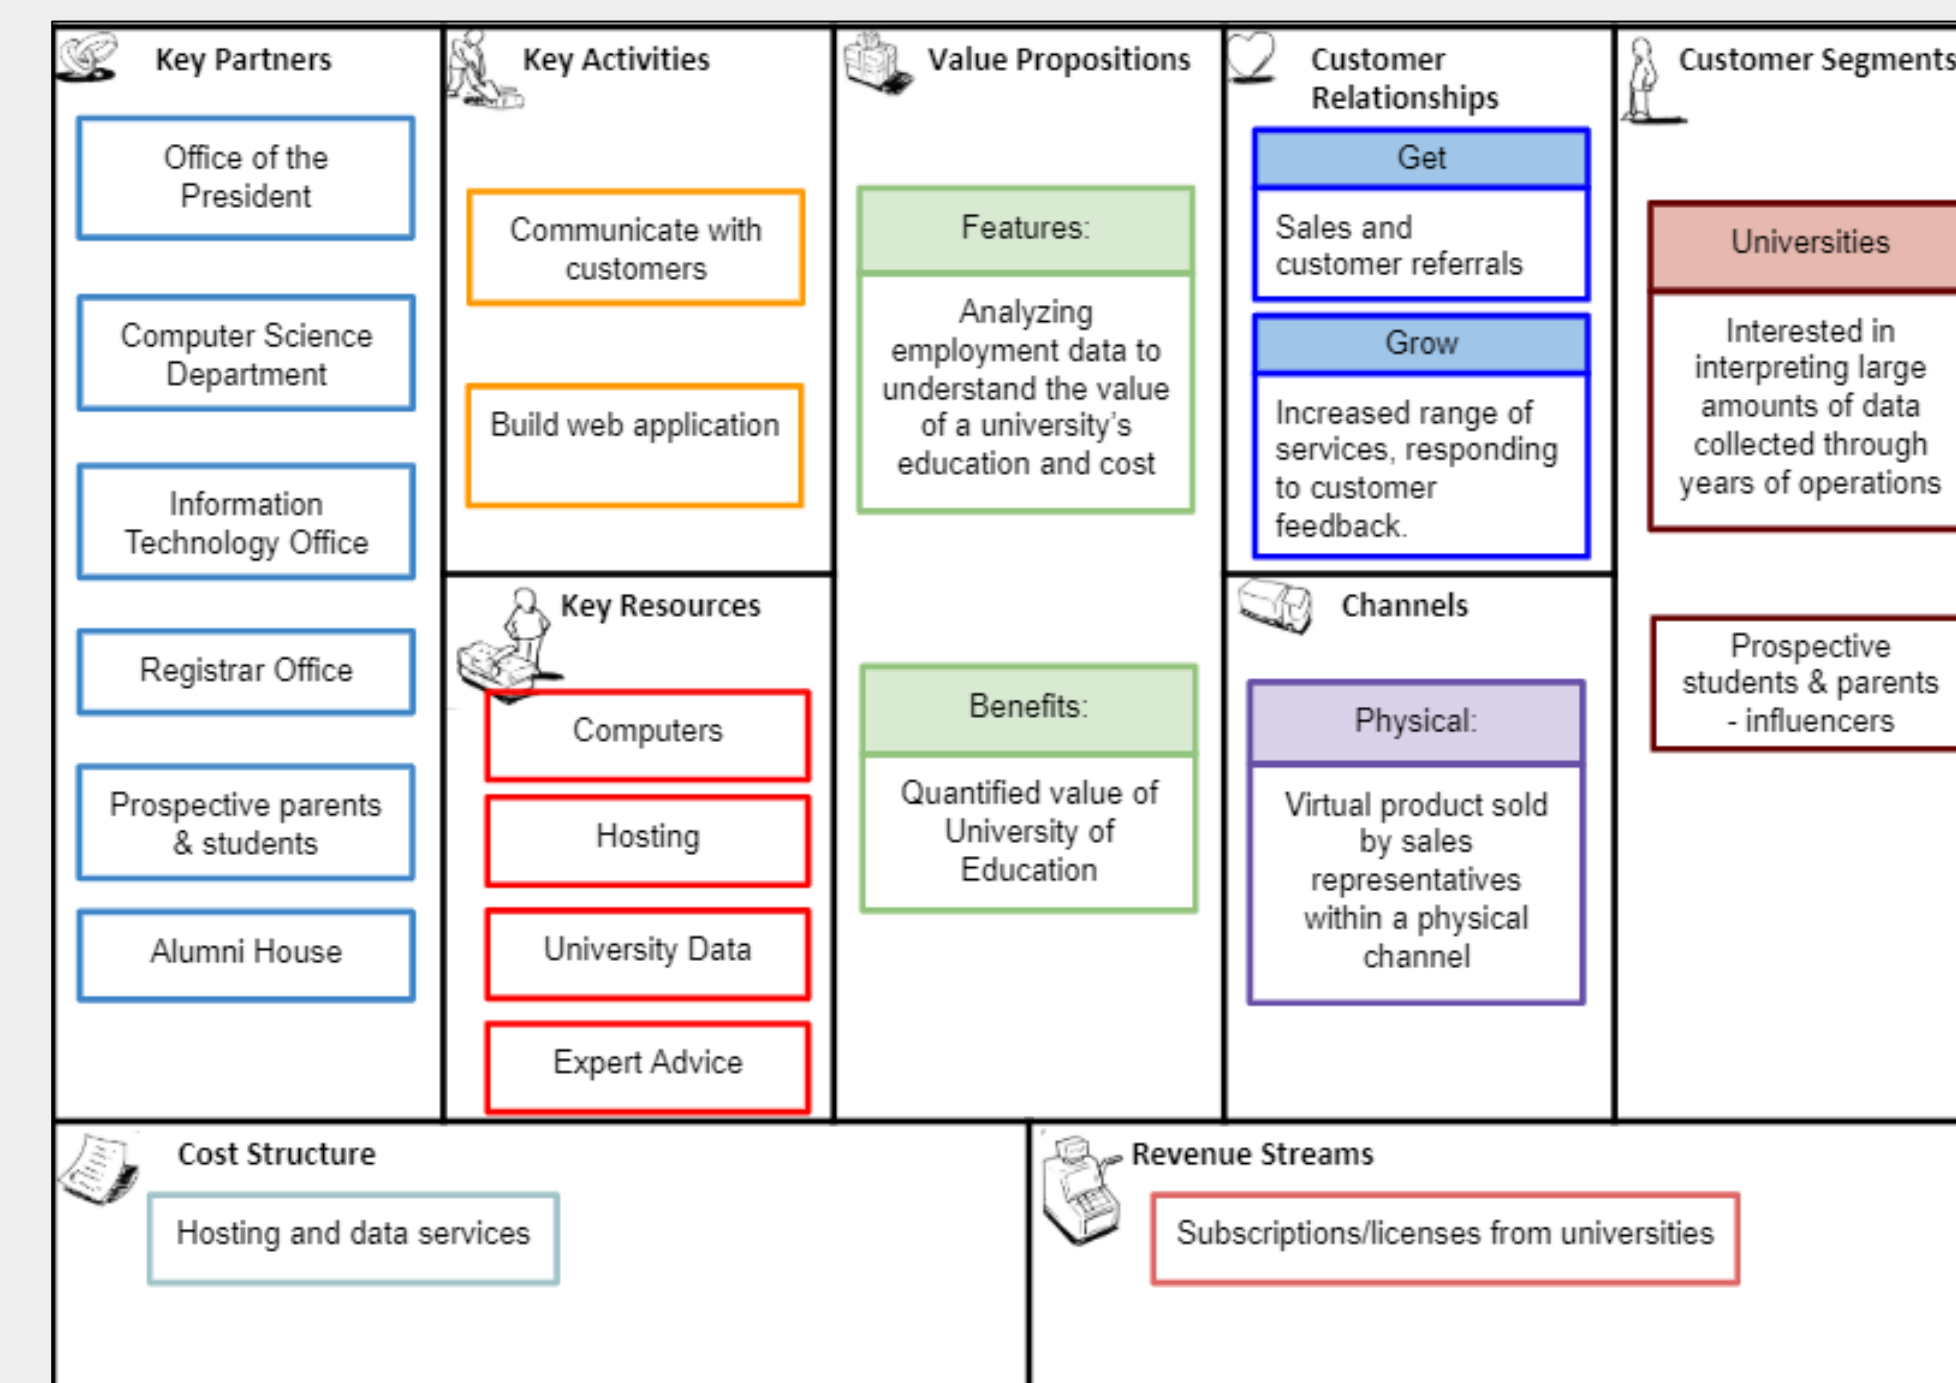 Key Partners
Office of the
President
Computer Science
Department
Information
Technology Office
Registrar Office
Prospective parents
& students
Alumni House
Key Activities
Communicate with
customers
Build web application
Key Resources
Computers
Hosting
University Data
Expert Advice
Value Propositions
Features:
Analyzing
employment data to
understand the value
of a university's
education and cost
Benefits:
Quantified value of
University of
Education
Customer
Relationships
Get
Sales and
customer referrals
Grow
Increased range of
services, responding
to customer
feedback.
Channels
Physical:
Virtual product sold
by sales
representatives
within a physical
channel
Customer Segments
Universities
Interested in
interpreting large
amounts of data
collected through
years of operations
Prospective
students & parents
- influencers
Cost Structure
Hosting and data services
Revenue Streams
Subscriptions/licenses from universities